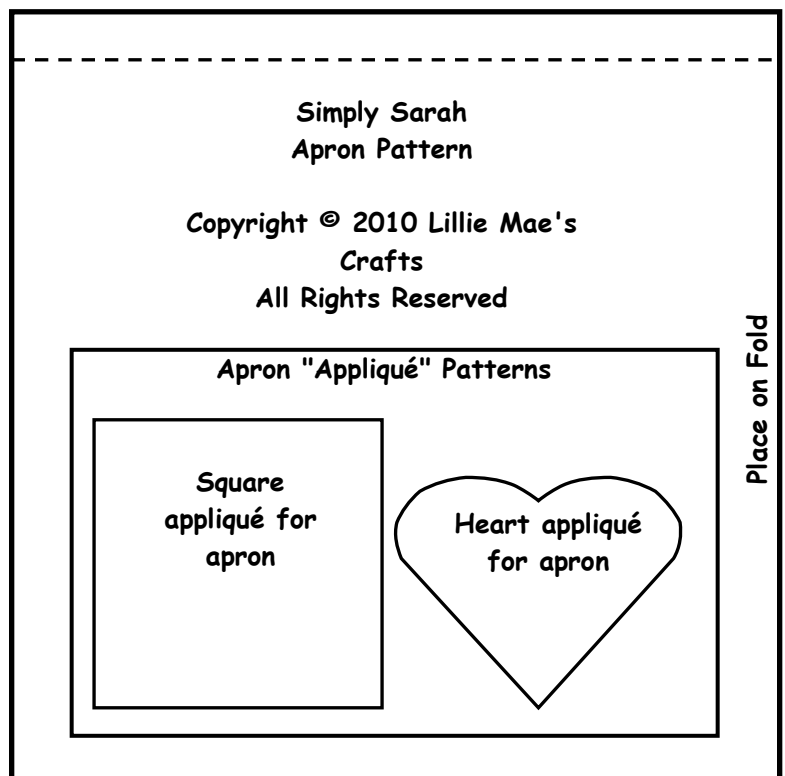 Simply Sarah
Apron Pattern
Copyright © 2010 Lillie Mae's
Crafts
All Rights Reserved
Place on Fold
Apron "Appliqué" Patterns
Square
appliqué for
apron
Heart appliqué
for apron